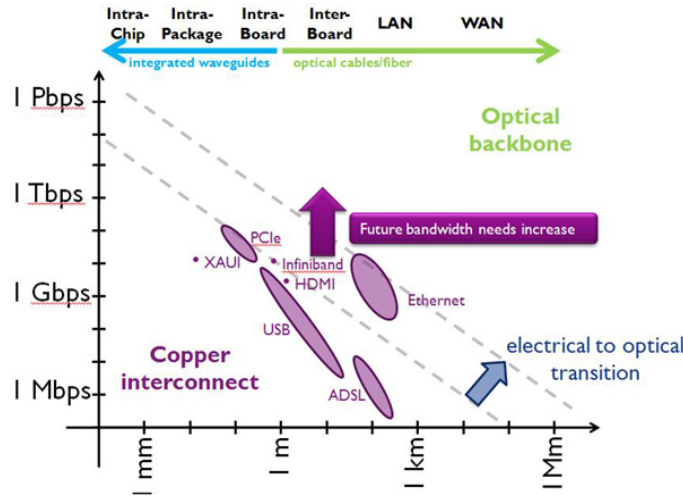 Intra-Chip
Intra-Package
Intra-Board
Inter-Board
LAN
WAN
integrated waveguides
optical cables/fiber
1 Pbps
Optical
backbone
1 Tbps
Future bandwidth needs increase
PCIe
XAUI
Infiniband
HDMI
1 Gbps
Ethernet
USB
Copper
interconnect
electrical to optical
transition
1 Mbps
ADSL
1 mm
1 m
1 km
1 Mm